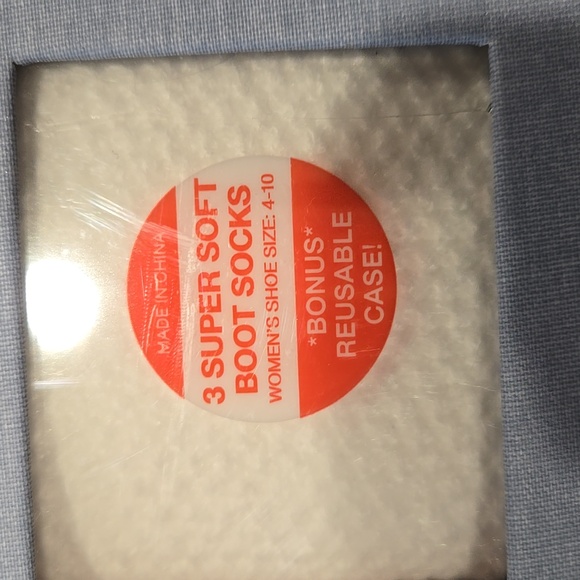 MADE IN CHINA
3 SUPER SOFT
BOOT SOCKS
WOMEN'S SHOE SIZE: 4-10
*BONUS*
REUSABLE
CASE!